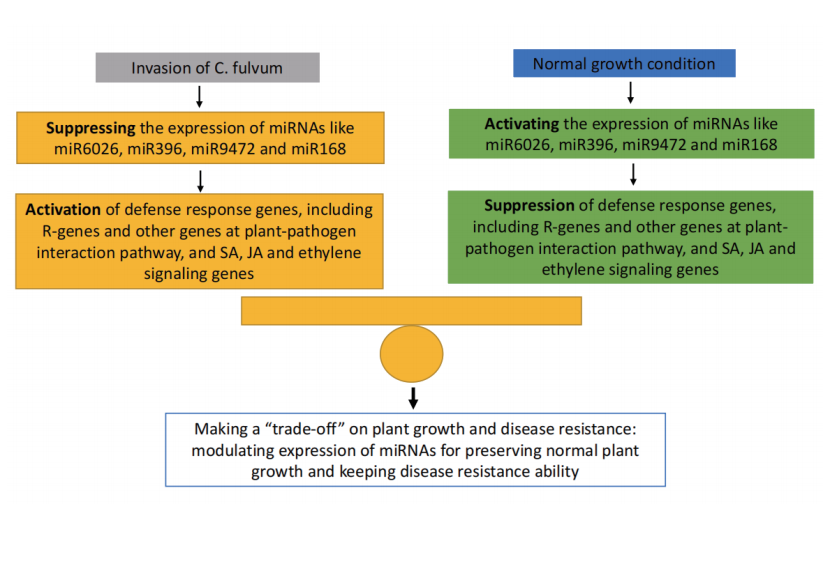 Invasion of C. fulvum
Suppressing the expression of miRNAs like
miR6026, miR396, miR9472 and miR168
Activation of defense response genes, including
R-genes and other genes at plant-pathogen
interaction pathway, and SA, JA and ethylene
signaling genes
Normal growth condition
Activating the expression of miRNAs like
miR6026, miR396, miR9472 and miR168
Suppression of defense response genes,
including R-genes and other genes at plant-
pathogen interaction pathway, and SA, JA and
ethylene signaling genes
Making a “trade-off” on plant growth and disease resistance:
modulating expression of miRNAs for preserving normal plant
growth and keeping disease resistance ability